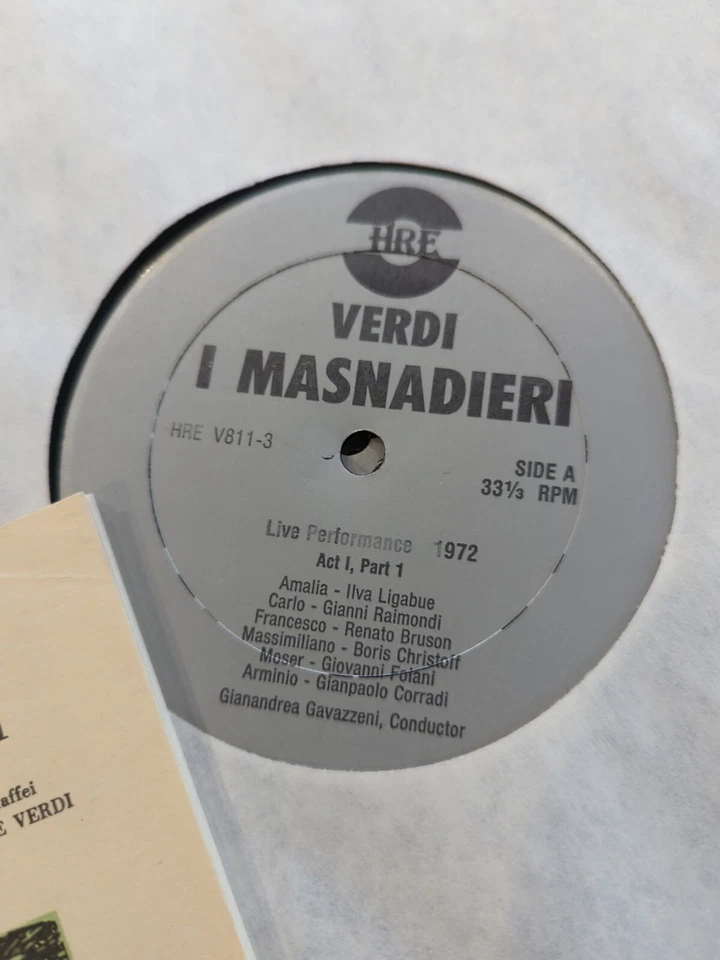 HRE
VERDI
I MASNADIERI
HRE V811-3
SIDE A
33⅓ RPM
Live Performance 1972
Act I, Part 1
Amalia - Ilva Ligabue
Carlo - Gianni Raimondi
Francesco - Renato Bruson
Massimiliano - Boris Christoff
Moser - Giovanni Foiani
Arminio - Gianpaolo Corradi
Gianandrea Gavazzeni, Conductor
affei
E VERDI